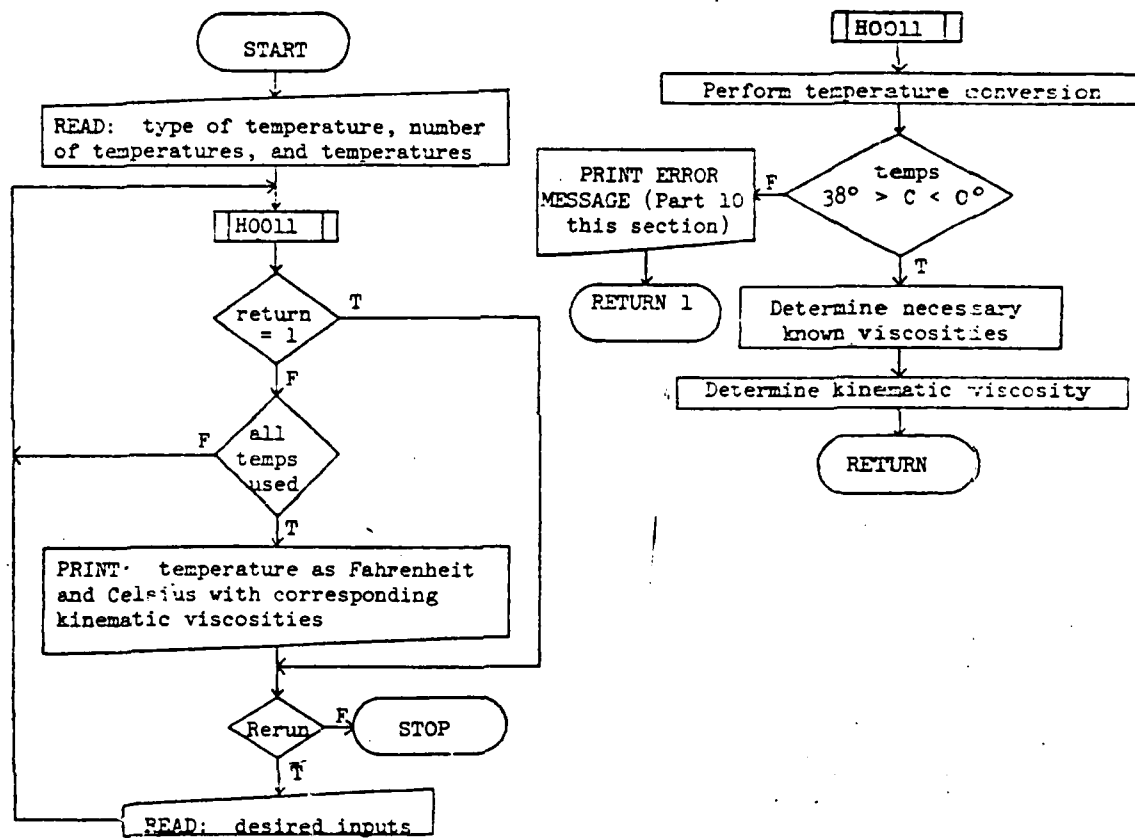 START
READ: type of temperature, number
of temperatures, and temperatures
HOO11
return
= 1
T
F
all
temps
used
F
T
PRINT: temperature as Fahrenheit
and Celsius with corresponding
kinematic viscosities
Rerun
F
STOP
T
READ: desired inputs
HOO11
Perform temperature conversion
temps
38° > C < 0°
F
PRINT ERROR
MESSAGE (Part 10
this section)
RETURN 1
T
Determine necessary
known viscosities
Determine kinematic viscosity
RETURN